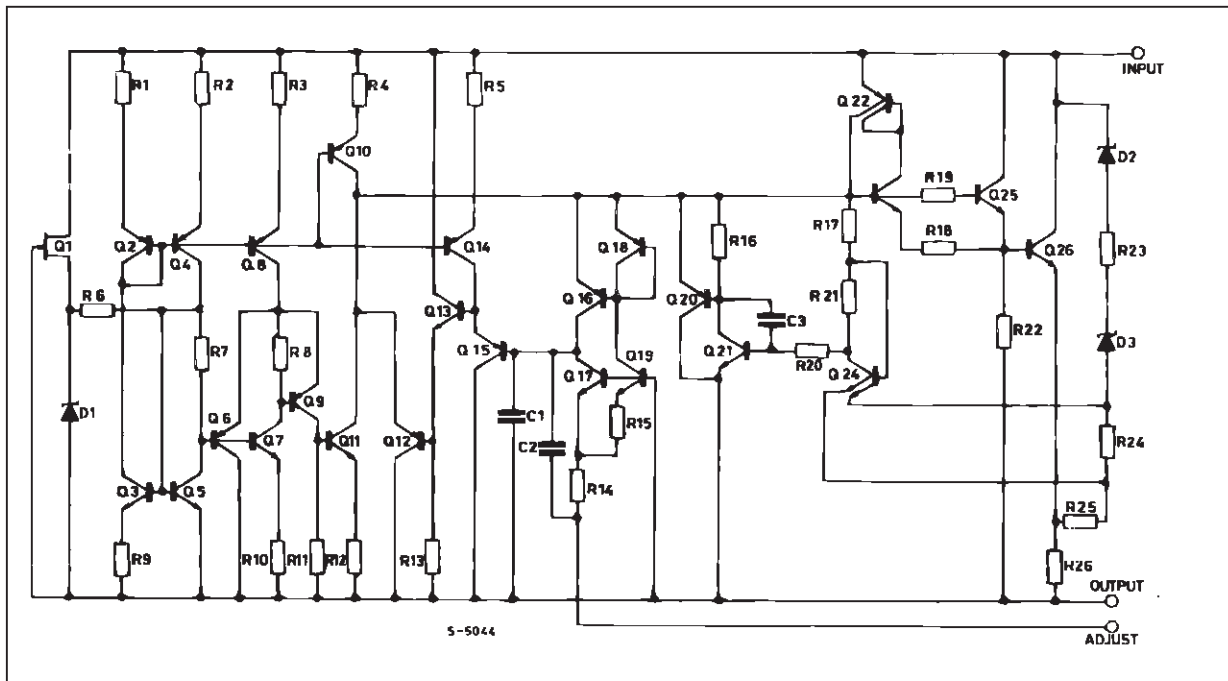 R1
R2
R3
R4
R5
INPUT
Q22
D2
Q10
R19
Q25
R17
R18
Q1
Q2
Q4
Q8
Q14
Q18
R16
Q26
R23
R6
Q13
Q16
Q20
R21
C3
R22
D3
R7
R8
Q15
Q19
Q21
R20
Q24
Q9
Q17
D1
Q6
Q7
Q11
Q12
C1
R15
C2
R24
Q3
Q5
R14
R25
R9
R10
R11
R12
R13
R26
OUTPUT
S-5044
ADJUST